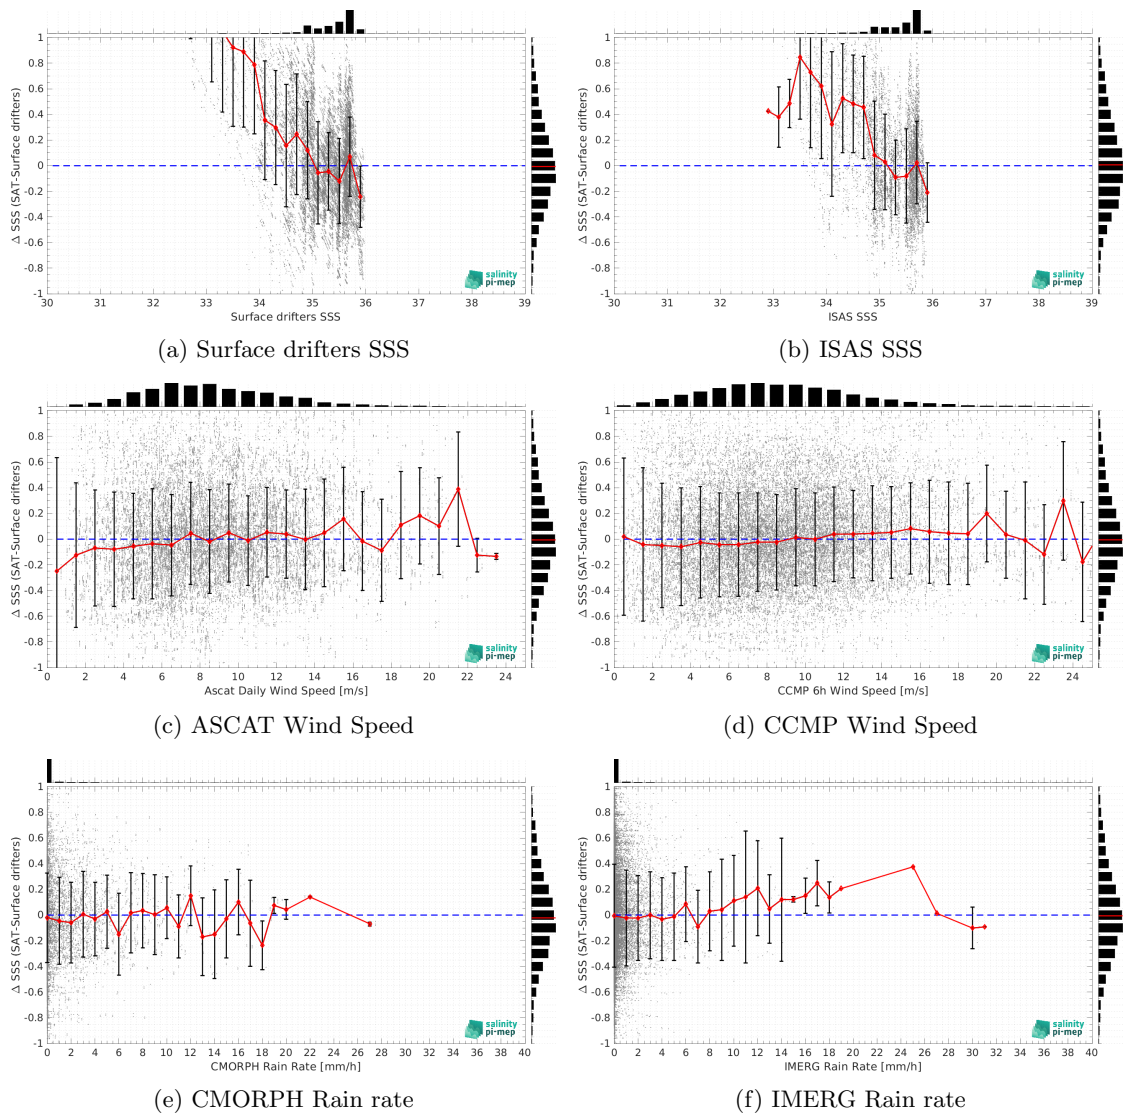 1
0.8
0.6
0.4
0.2
0
-0.2
-0.4
-0.6
-0.8
-1
Δ SSS (SAT-Surface drifters)
30 31 32 33 34 35 36 37 38 39
Surface drifters SSS
salinity
pi-mep
(a) Surface drifters SSS
1
0.8
0.6
0.4
0.2
0
-0.2
-0.4
-0.6
-0.8
-1
Δ SSS (SAT-Surface drifters)
30 31 32 33 34 35 36 37 38 39
ISAS SSS
salinity
pi-mep
(b) ISAS SSS
1
0.8
0.6
0.4
0.2
0
-0.2
-0.4
-0.6
-0.8
-1
Δ SSS (SAT-Surface drifters)
0 2 4 6 8 10 12 14 16 18 20 22 24
Ascat Daily Wind Speed [m/s]
salinity
pi-mep
(c) ASCAT Wind Speed
1
0.8
0.6
0.4
0.2
0
-0.2
-0.4
-0.6
-0.8
-1
Δ SSS (SAT-Surface drifters)
0 2 4 6 8 10 12 14 16 18 20 22 24
CCMP 6h Wind Speed [m/s]
salinity
pi-mep
(d) CCMP Wind Speed
1
0.8
0.6
0.4
0.2
0
-0.2
-0.4
-0.6
-0.8
-1
Δ SSS (SAT-Surface drifters)
0 2 4 6 8 10 12 14 16 18 20 22 24 26 28 30 32 34 36 38 40
CMORPH Rain Rate [mm/h]
salinity
pi-mep
(e) CMORPH Rain rate
1
0.8
0.6
0.4
0.2
0
-0.2
-0.4
-0.6
-0.8
-1
Δ SSS (SAT-Surface drifters)
0 2 4 6 8 10 12 14 16 18 20 22 24 26 28 30 32 34 36 38 40
IMERG Rain Rate [mm/h]
salinity
pi-mep
(f) IMERG Rain rate